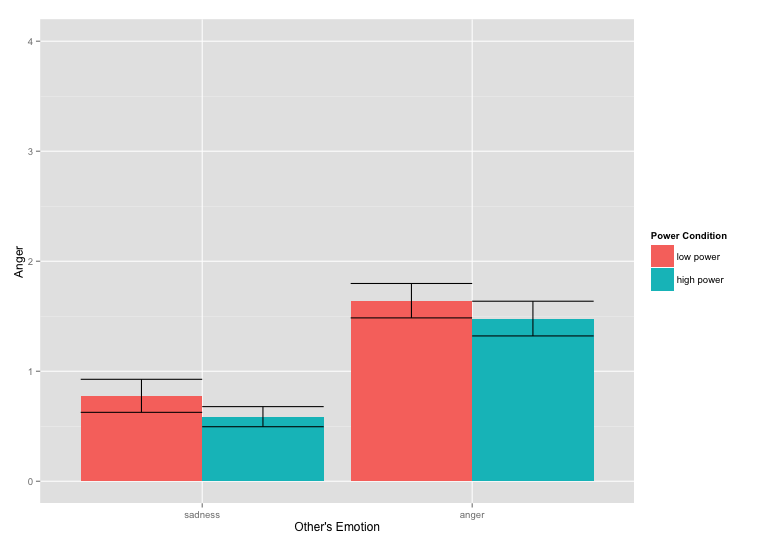 4
3
2
1
0
Anger
sadness
anger
Other's Emotion
Power Condition
low power
high power